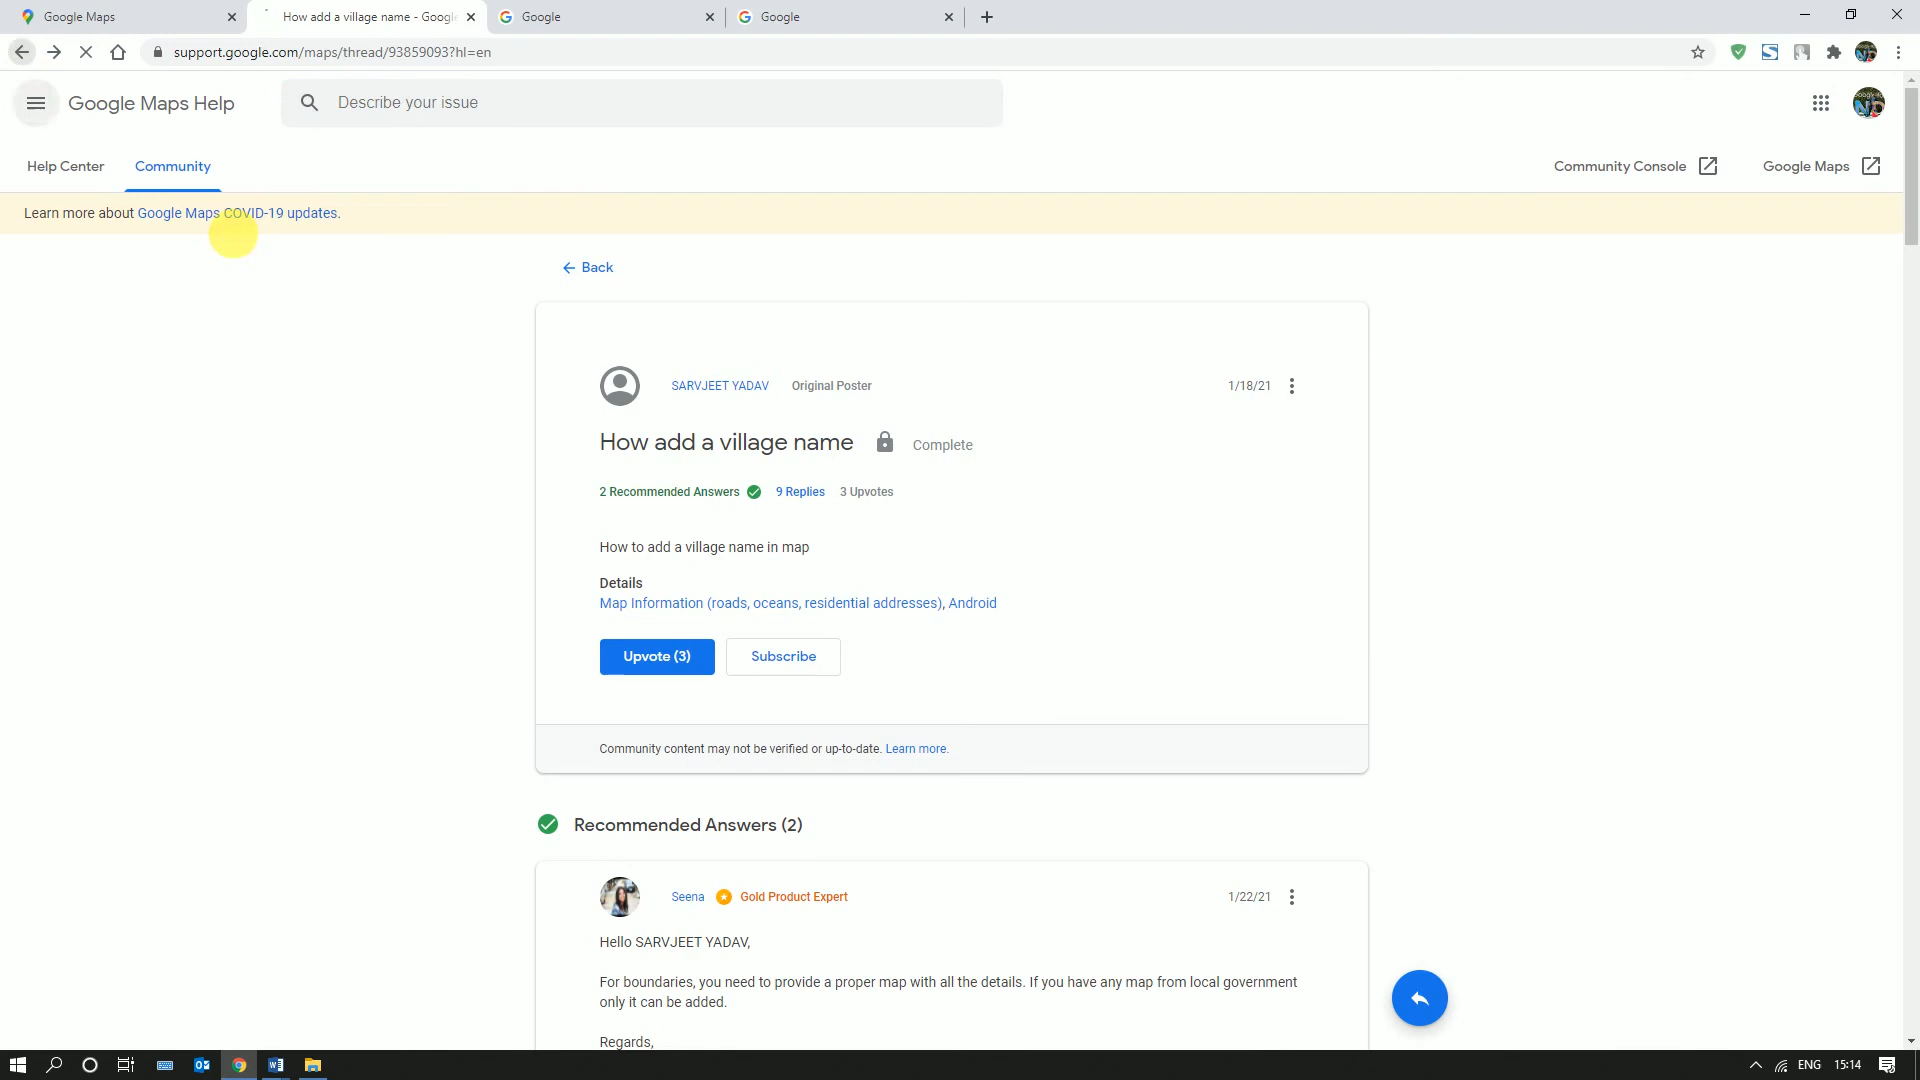 Google Maps
How add a village name - Google
Google
Google
support.google.com/maps/thread/93859093?hl=en
Google Maps Help
Describe your issue
Help Center
Community
Community Console
Google Maps
Learn more about Google Maps COVID-19 updates.
Back
SARVJEET YADAV Original Poster 1/18/21
How add a village name Complete
2 Recommended Answers 9 Replies 3 Upvotes
How to add a village name in map
Details
Map Information (roads, oceans, residential addresses), Android
Upvote (3) Subscribe
Community content may not be verified or up-to-date. Learn more.
Recommended Answers (2)
Seena Gold Product Expert 1/22/21
Hello SARVJEET YADAV,
For boundaries, you need to provide a proper map with all the details. If you have any map from local government
only it can be added.
Regards,
ENG 15:14